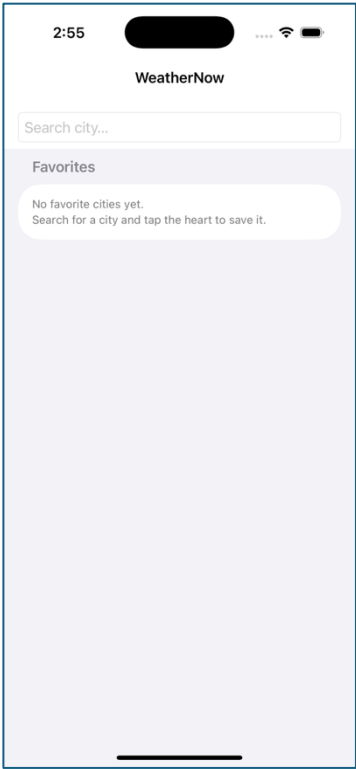 2:55
WeatherNow
Search city...
Favorites
No favorite cities yet.
Search for a city and tap the heart to save it.